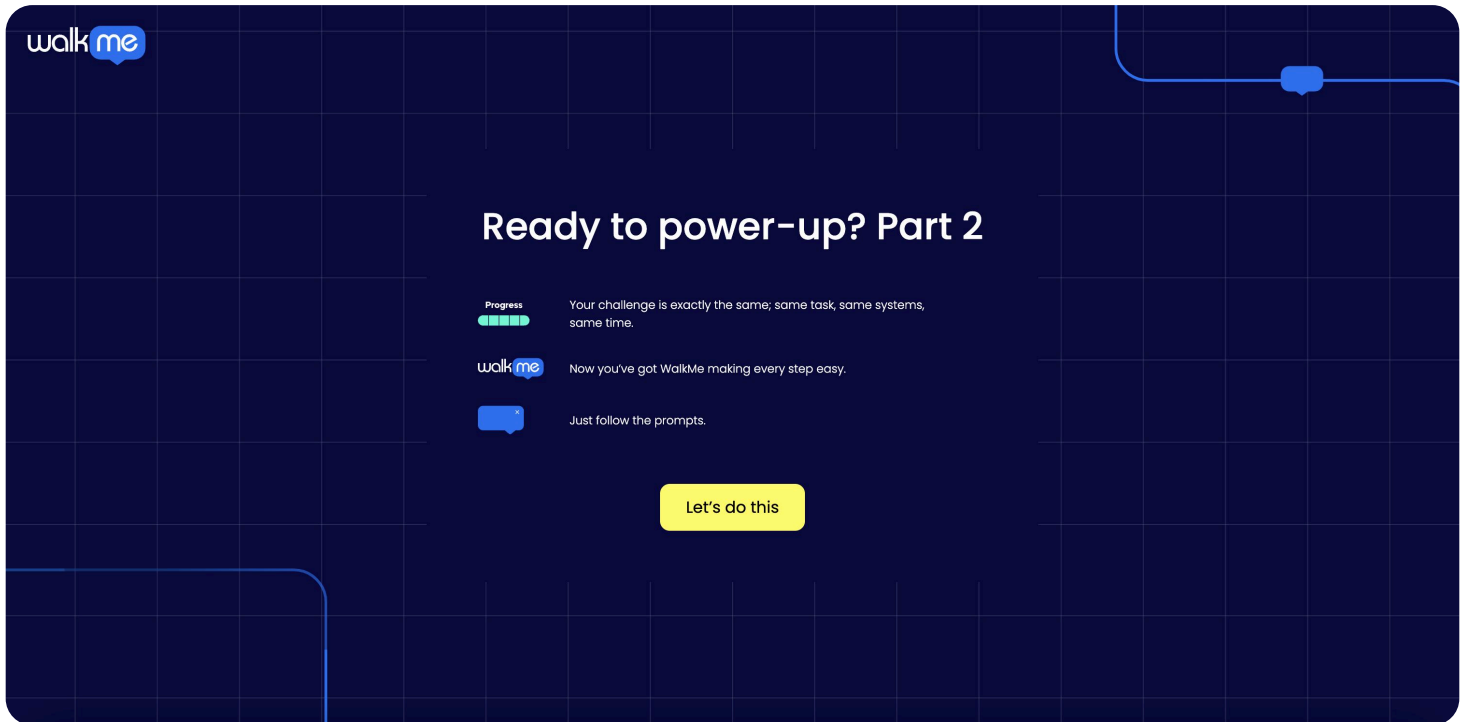 walkme
Ready to power-up? Part 2
Progress
Your challenge is exactly the same; same task, same systems,
same time.
walkme
Now you've got WalkMe making every step easy.
Just follow the prompts.
Let's do this